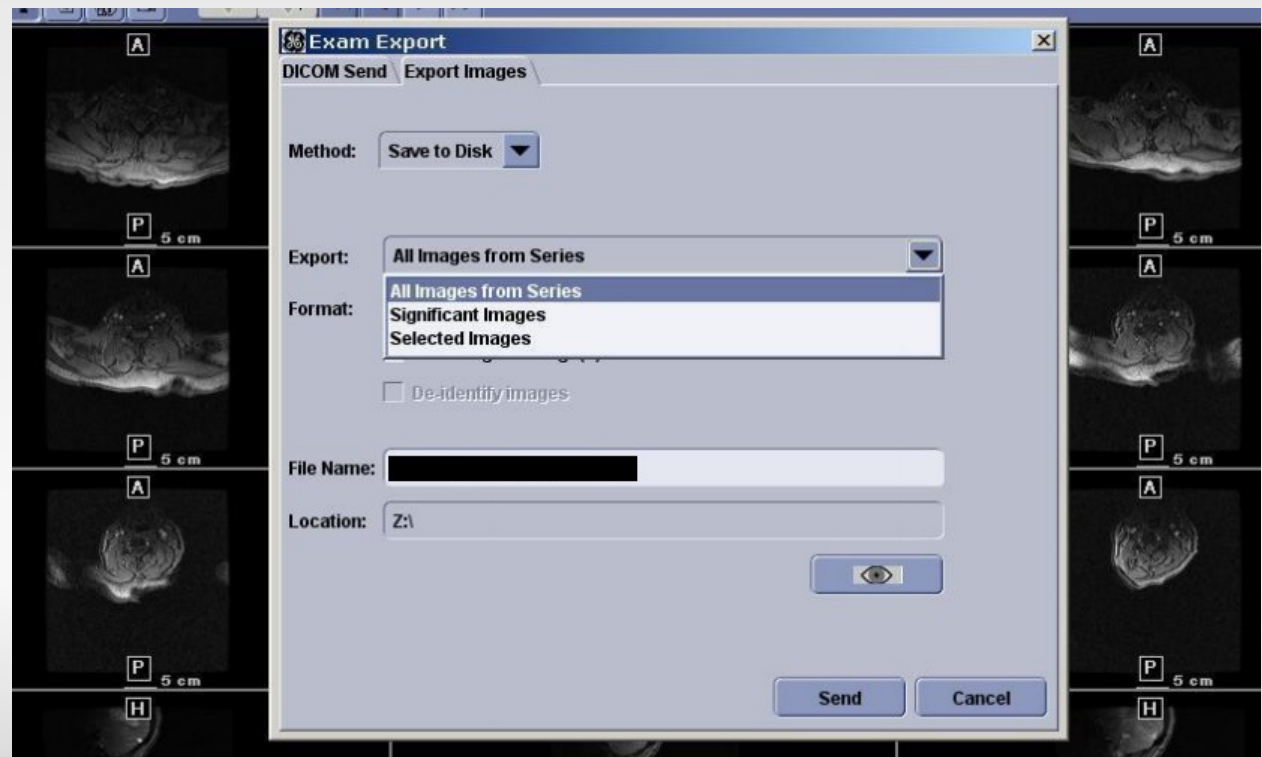 A
Exam Export
A
DICOM Send Export Images
Method: Save to Disk
P 5 cm
P 5 cm
Export: All Images from Series
A
A
All Images from Series
Format: Significant Images
Selected Images
De-identify images
P 5 cm
P 5 cm
File Name:
A
A
Location: Z:\
P 5 cm
P 5 cm
Send Cancel
H
H